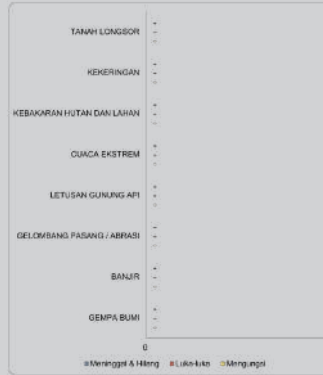 TANAH LONGSOR
-
-
-
KEKERINGAN
-
-
-
KEBAKARAN HUTAN DAN LAHAN
-
-
-
CUACA EKSTREM
-
-
-
LETUSAN GUNUNG API
-
-
-
GELOMBANG PASANG / ABRASI
-
-
-
BANJIR
-
-
-
GEMPA BUMI
-
-
-
0
Meninggal & Hilang Luka-luka Mengungsi